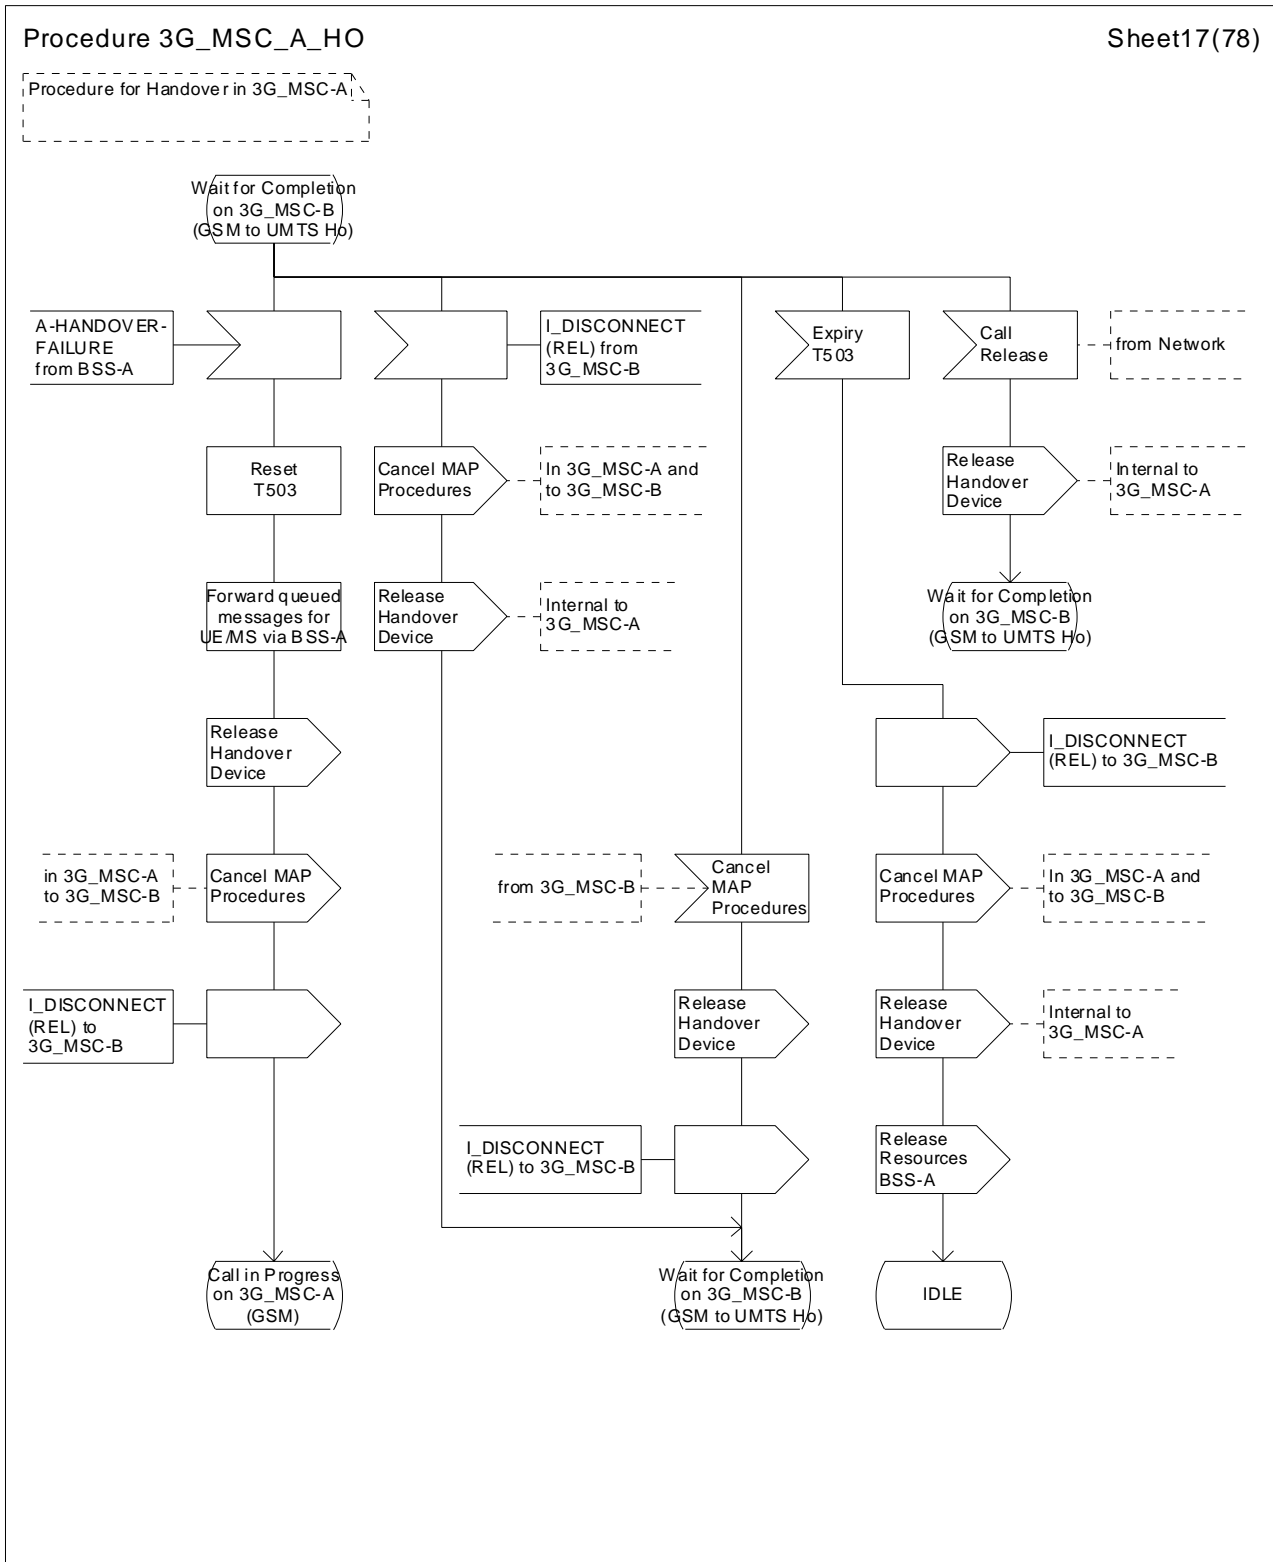 Procedure 3G_MSC_A_HO
Sheet17(78)
Procedure for Handover in 3G_MSC-A
Wait for Completion
on 3G_MSC-B
(GSM to UMTS Ho)
A-HANDOVER-
FAILURE
from BSS-A
I_DISCONNECT
(REL) from
3G_MSC-B
Expiry
T503
Call
Release
from Network
Reset
T503
Cancel MAP
Procedures
In 3G_MSC-A and
to 3G_MSC-B
Release
Handover
Device
Internal to
3G_MSC-A
Forward queued
messages for
UE/MS via BSS-A
Release
Handover
Device
Internal to
3G_MSC-A
Wait for Completion
on 3G_MSC-B
(GSM to UMTS Ho)
Release
Handover
Device
I_DISCONNECT
(REL) to 3G_MSC-B
in 3G_MSC-A
to 3G_MSC-B
Cancel MAP
Procedures
from 3G_MSC-B
Cancel
MAP
Procedures
Cancel MAP
Procedures
In 3G_MSC-A and
to 3G_MSC-B
I_DISCONNECT
(REL) to
3G_MSC-B
Release
Handover
Device
Release
Handover
Device
Internal to
3G_MSC-A
I_DISCONNECT
(REL) to 3G_MSC-B
Release
Resources
BSS-A
Call in Progress
on 3G_MSC-A
(GSM)
Wait for Completion
on 3G_MSC-B
(GSM to UMTS Ho)
IDLE